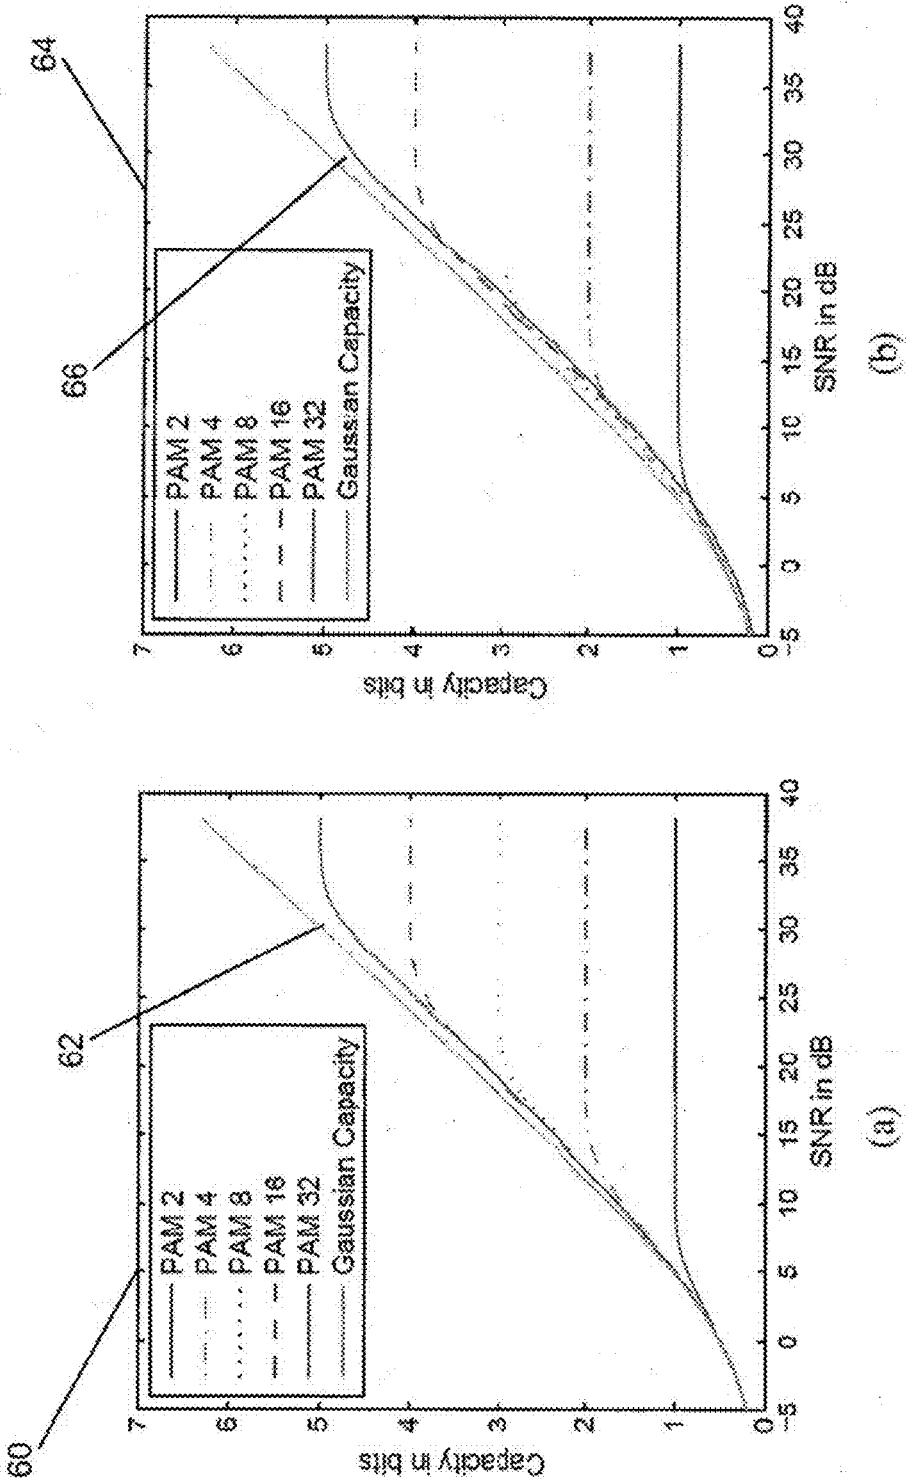 60
62
7
6
5
4
3
2
1
0
Capacity in bits
PAM 2
PAM 4
PAM 8
PAM 16
PAM 32
Gaussian Capacity
-5
0
5
10
15
20
25
30
35
40
SNR in dB
(a)
64
66
7
6
5
4
3
2
1
0
Capacity in bits
PAM 2
PAM 4
PAM 8
PAM 16
PAM 32
Gaussian Capacity
-5
0
5
10
15
20
25
30
35
40
SNR in dB
(b)